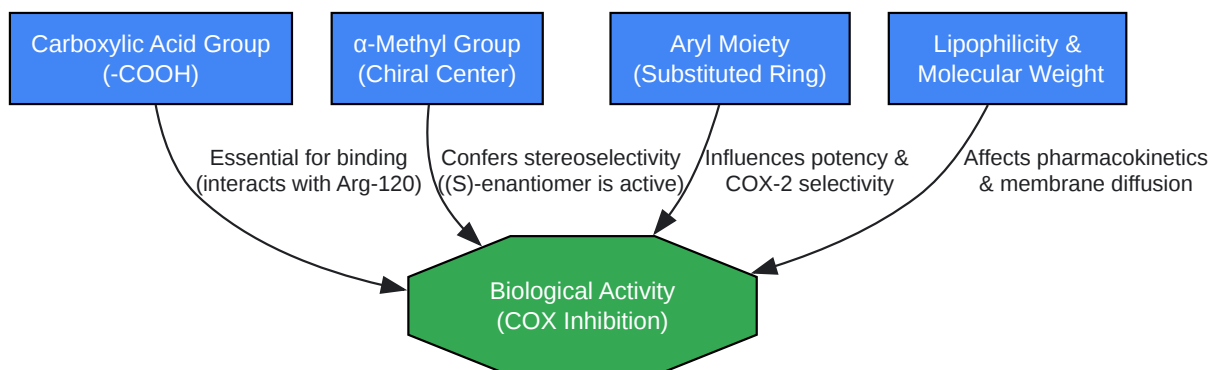 Carboxylic Acid Group
(-COOH)
α-Methyl Group
(Chiral Center)
Aryl Moiety
(Substituted Ring)
Lipophilicity &
Molecular Weight
Essential for binding
(interacts with Arg-120)
Confers stereoselectivity
((S)-enantiomer is active)
Influences potency &
COX-2 selectivity
Affects pharmacokinetics
& membrane diffusion
Biological Activity
(COX Inhibition)